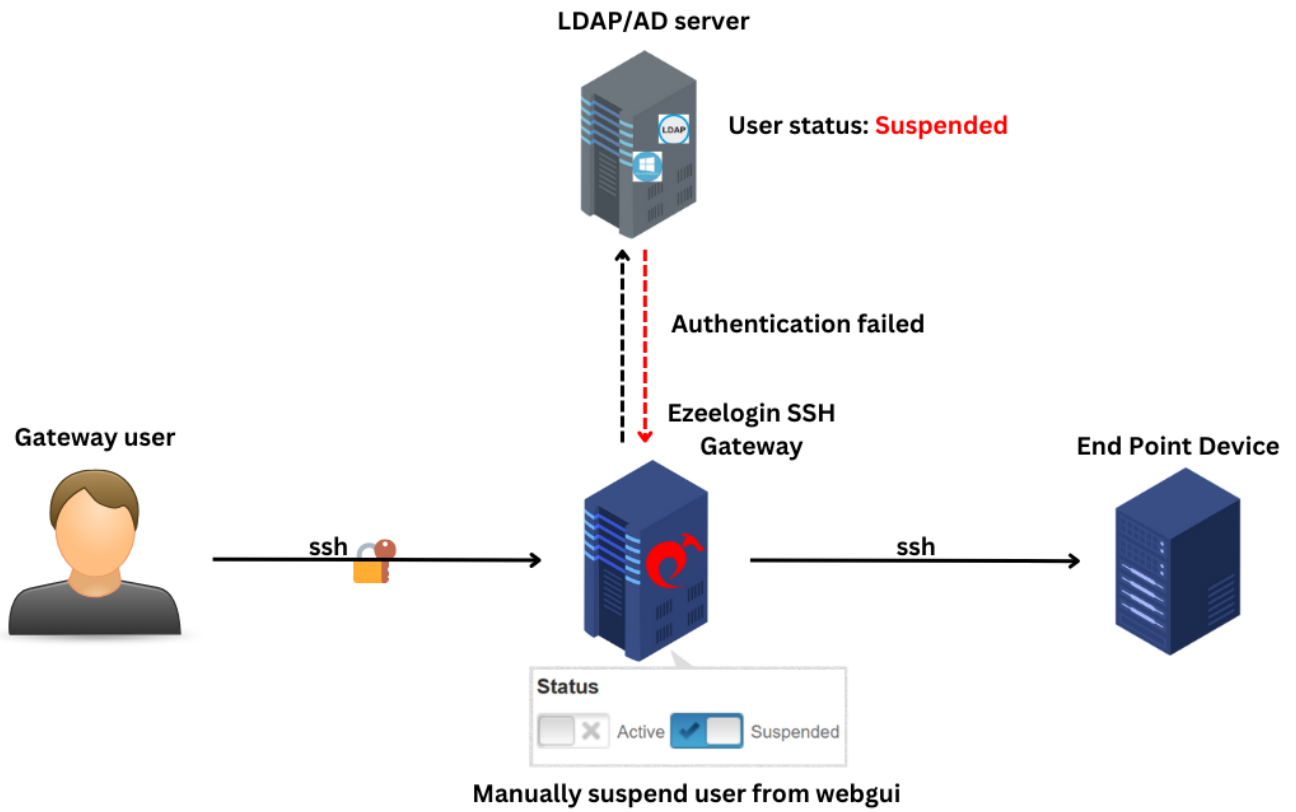 LDAP/AD server
LDAP
User status: Suspended
Authentication failed
Ezeelogin SSH
Gateway
Gateway user
End Point Device
ssh
ssh
Status
Active
Suspended
Manually suspend user from webgui